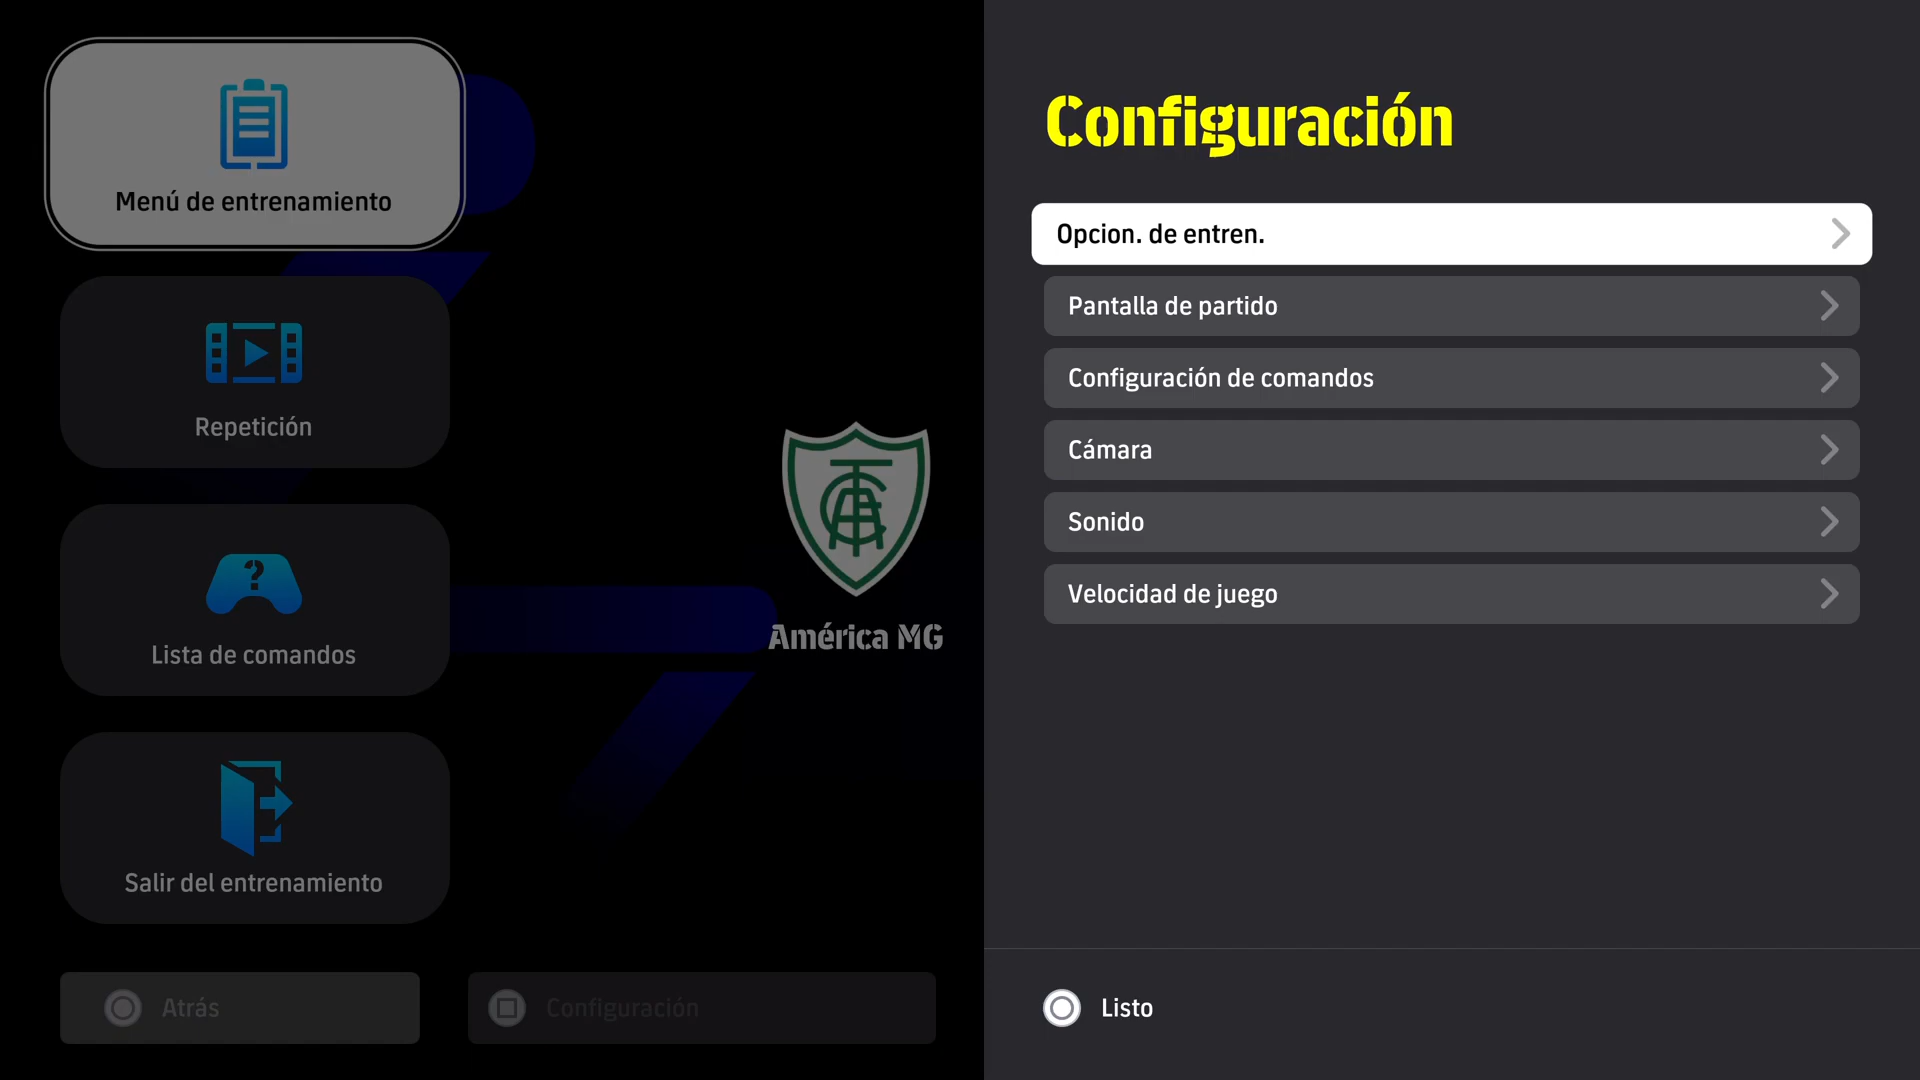 Menú de entrenamiento
Repetición
Lista de comandos
Salir del entrenamiento
Atrás
Configuración
América MG
Configuración
Opcion. de entren.
Pantalla de partido
Configuración de comandos
Cámara
Sonido
Velocidad de juego
Listo